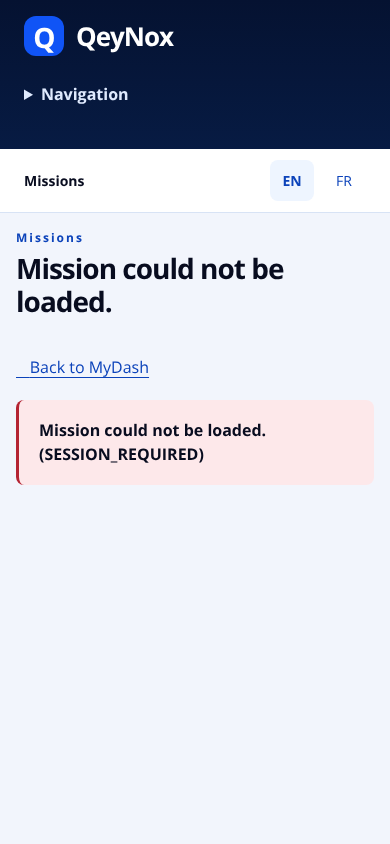 Q QeyNox
Navigation
Missions EN FR
Missions
Mission could not be
loaded.
Back to MyDash
Mission could not be loaded.
(SESSION_REQUIRED)